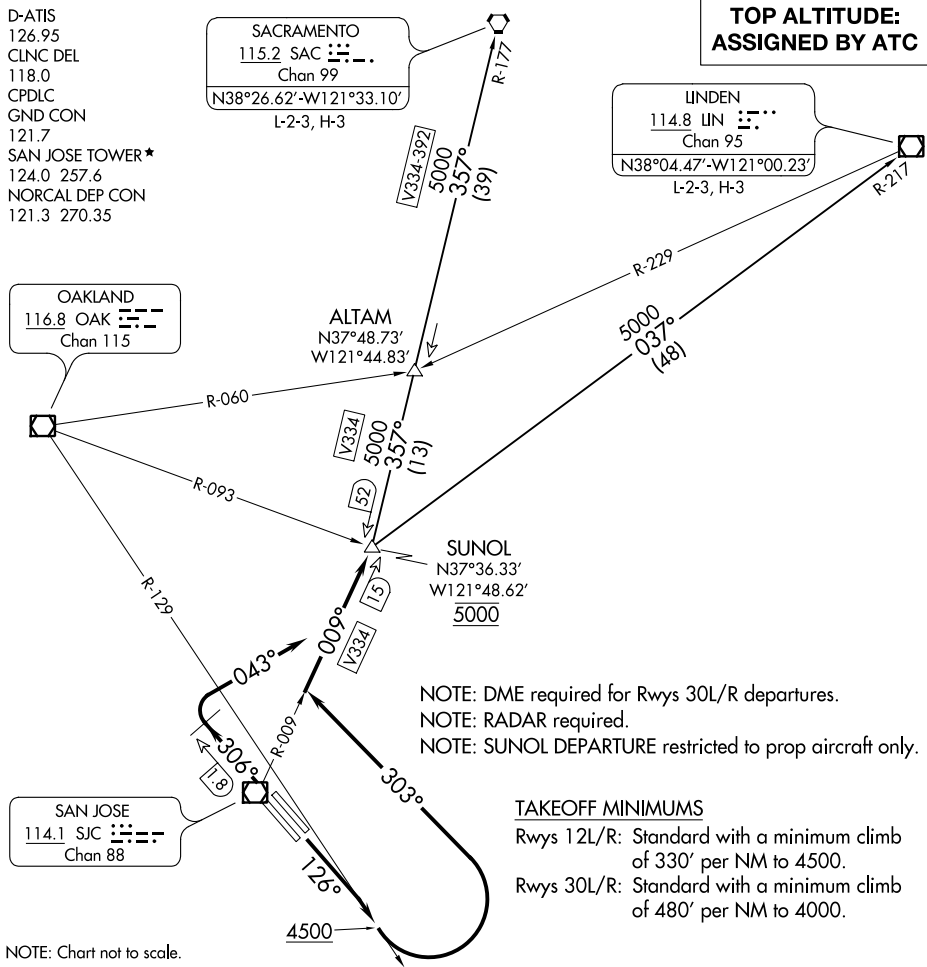 D-ATIS
126.95
CLNC DEL
118.0
CPDLC
GND CON
121.7
SAN JOSE TOWER★
124.0 257.6
NORCAL DEP CON
121.3 270.35
SACRAMENTO
115.2 SAC
Chan 99
N38°26.62'-W121°33.10'
L-2-3, H-3
R-177
TOP ALTITUDE:
ASSIGNED BY ATC
LINDEN
114.8 LIN
Chan 95
N38°04.47'-W121°00.23'
L-2-3, H-3
R-217
V334-392
5000
357°
(39)
R-229
OAKLAND
116.8 OAK
Chan 115
ALTAM
N37°48.73'
W121°44.83'
5000
037°
(48)
R-060
V334
5000
357°
(13)
R-093
52
SUNOL
N37°36.33'
W121°48.62'
5000
15
R-129
009°
V334
043°
R-009
306°
1.8
303°
NOTE: DME required for Rwys 30L/R departures.
NOTE: RADAR required.
NOTE: SUNOL DEPARTURE restricted to prop aircraft only.
SAN JOSE
114.1 SJC
Chan 88
126°
4500
TAKEOFF MINIMUMS
Rwys 12L/R: Standard with a minimum climb
of 330' per NM to 4500.
Rwys 30L/R: Standard with a minimum climb
of 480' per NM to 4000.
NOTE: Chart not to scale.